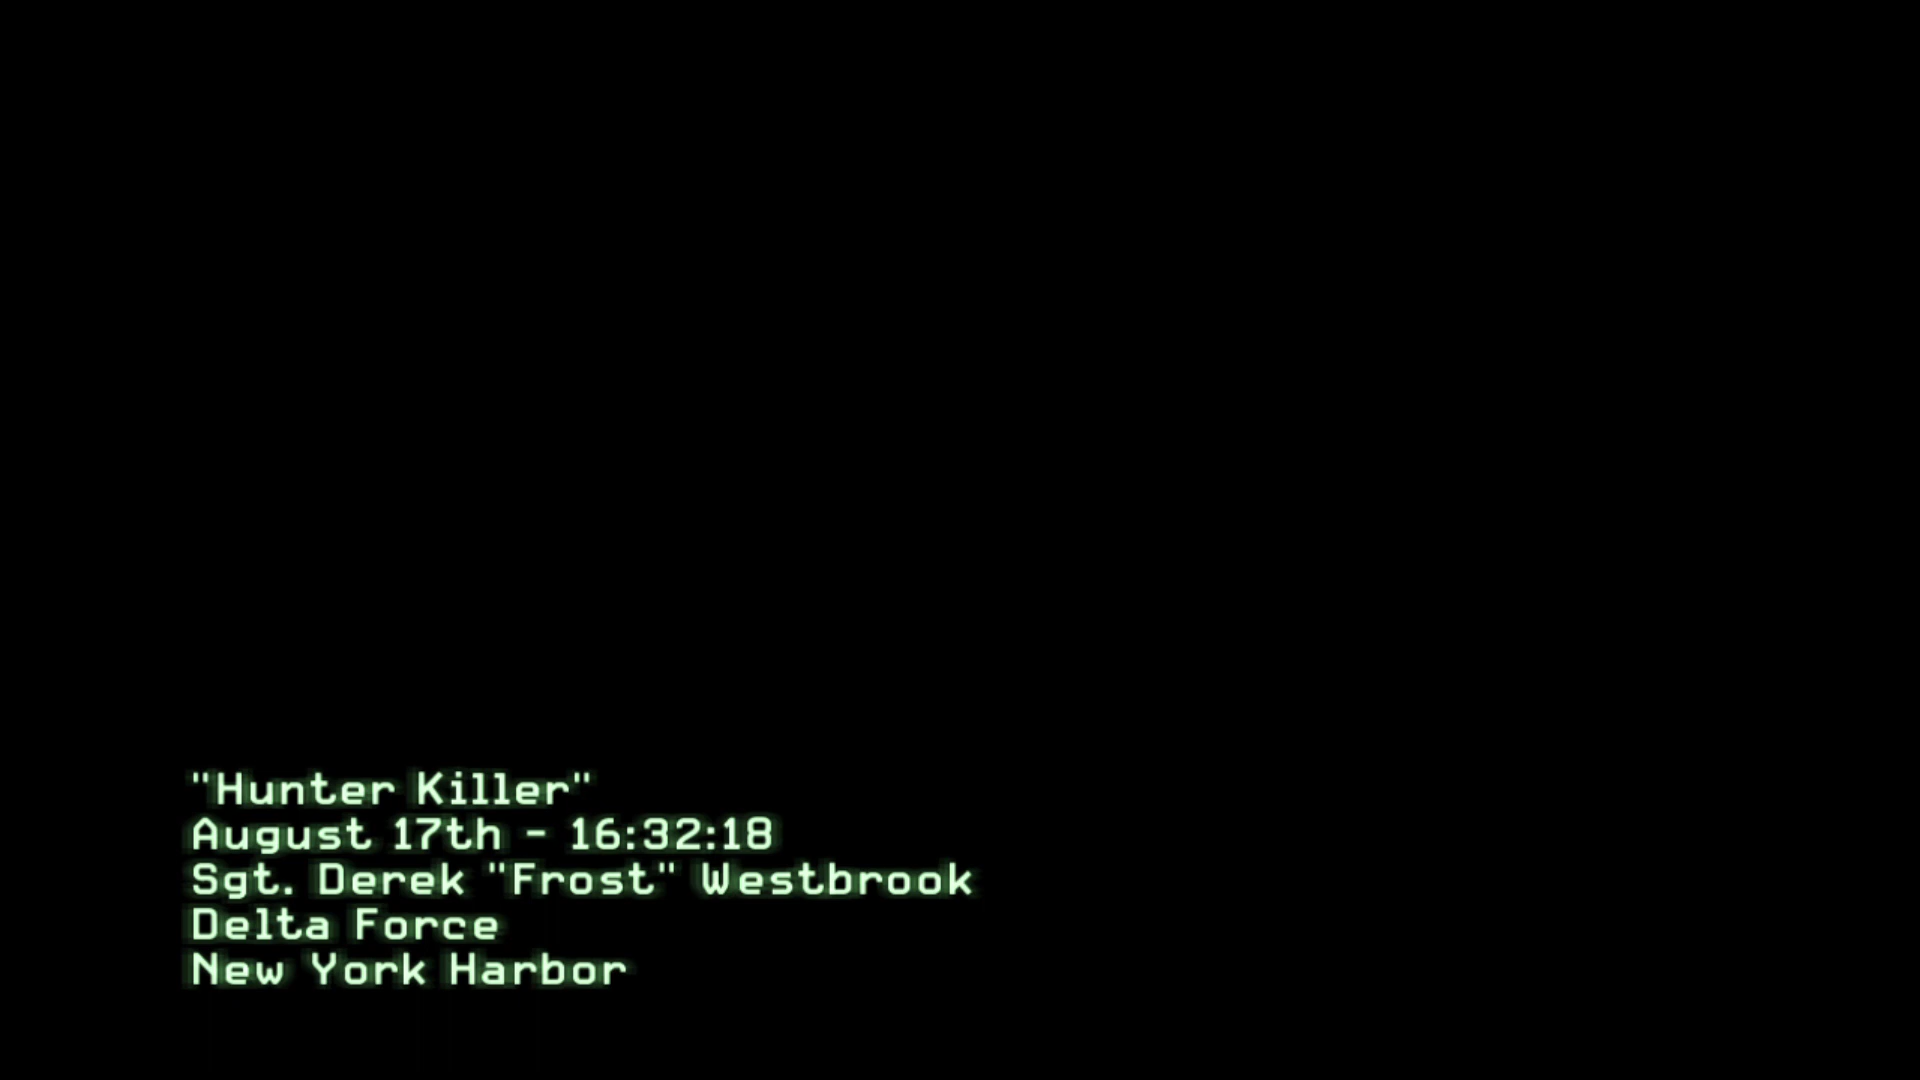 "Hunter Killer"
August 17th - 16:32:18
Sgt. Derek "Frost" Westbrook
Delta Force
New York Harbor